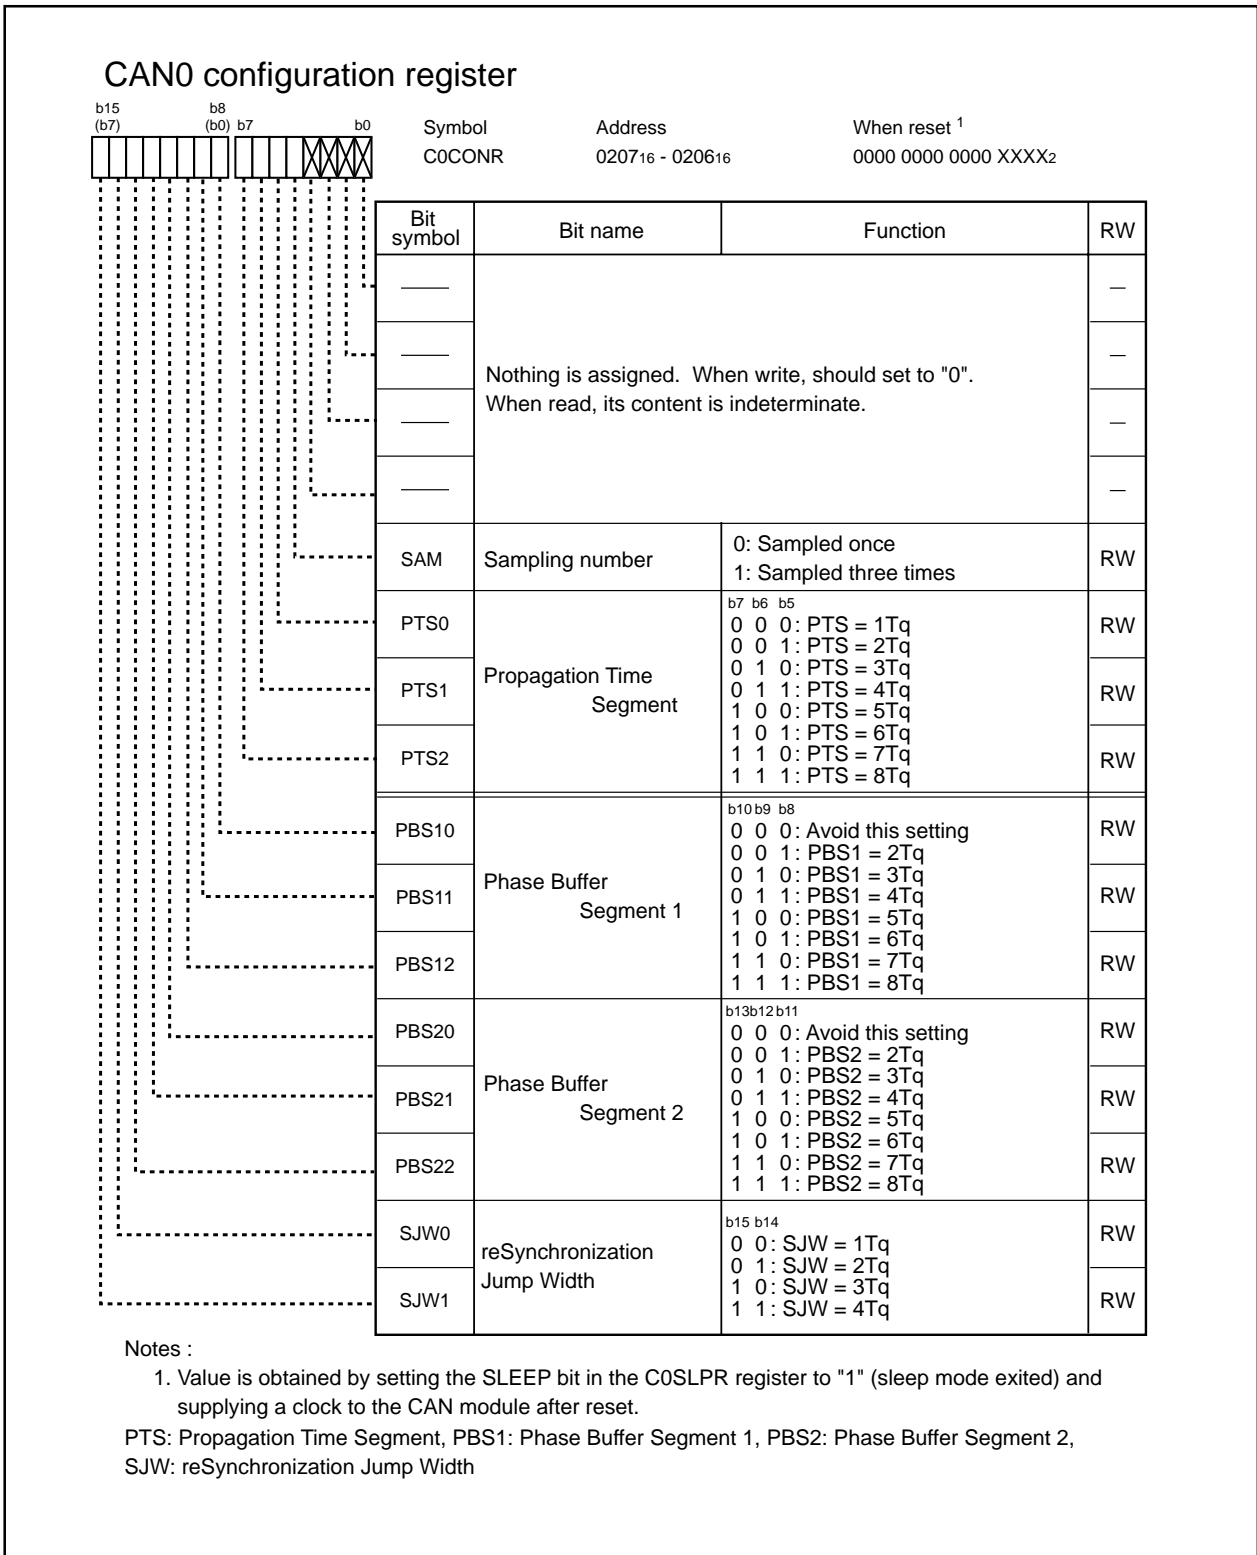 CAN0 configuration register
b15 b8
(b7) (b0) b7 b0
Symbol Address When reset 1
C0CONR 020716 - 020616 0000 0000 0000 XXXX2
Bit symbol Bit name Function RW
—
—
Nothing is assigned. When write, should set to "0".
When read, its content is indeterminate.
—
—
SAM Sampling number 0: Sampled once RW
1: Sampled three times
b7 b6 b5
PTS0 0 0 0: PTS = 1Tq RW
0 0 1: PTS = 2Tq
0 1 0: PTS = 3Tq
Propagation Time
PTS1 0 1 1: PTS = 4Tq RW
Segment
1 0 0: PTS = 5Tq
1 0 1: PTS = 6Tq
PTS2 1 1 0: PTS = 7Tq RW
1 1 1: PTS = 8Tq
b10 b9 b8
PBS10 0 0 0: Avoid this setting RW
0 0 1: PBS1 = 2Tq
0 1 0: PBS1 = 3Tq
Phase Buffer
PBS11 0 1 1: PBS1 = 4Tq RW
Segment 1
1 0 0: PBS1 = 5Tq
1 0 1: PBS1 = 6Tq
PBS12 1 1 0: PBS1 = 7Tq RW
1 1 1: PBS1 = 8Tq
b13 b12 b11
PBS20 0 0 0: Avoid this setting RW
0 0 1: PBS2 = 2Tq
0 1 0: PBS2 = 3Tq
Phase Buffer
PBS21 0 1 1: PBS2 = 4Tq RW
Segment 2
1 0 0: PBS2 = 5Tq
1 0 1: PBS2 = 6Tq
PBS22 1 1 0: PBS2 = 7Tq RW
1 1 1: PBS2 = 8Tq
b15 b14
SJW0 0 0: SJW = 1Tq RW
reSynchronization
0 1: SJW = 2Tq
Jump Width
1 0: SJW = 3Tq
SJW1 1 1: SJW = 4Tq RW
Notes :
1. Value is obtained by setting the SLEEP bit in the C0SLPR register to "1" (sleep mode exited) and
supplying a clock to the CAN module after reset.
PTS: Propagation Time Segment, PBS1: Phase Buffer Segment 1, PBS2: Phase Buffer Segment 2,
SJW: reSynchronization Jump Width